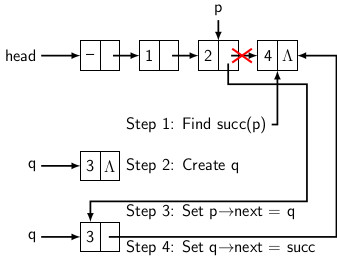 p
head – 1 2 4 Λ
Step 1: Find succ(p)
q 3 Λ Step 2: Create q
Step 3: Set p→next = q
q 3
Step 4: Set q→next = succ